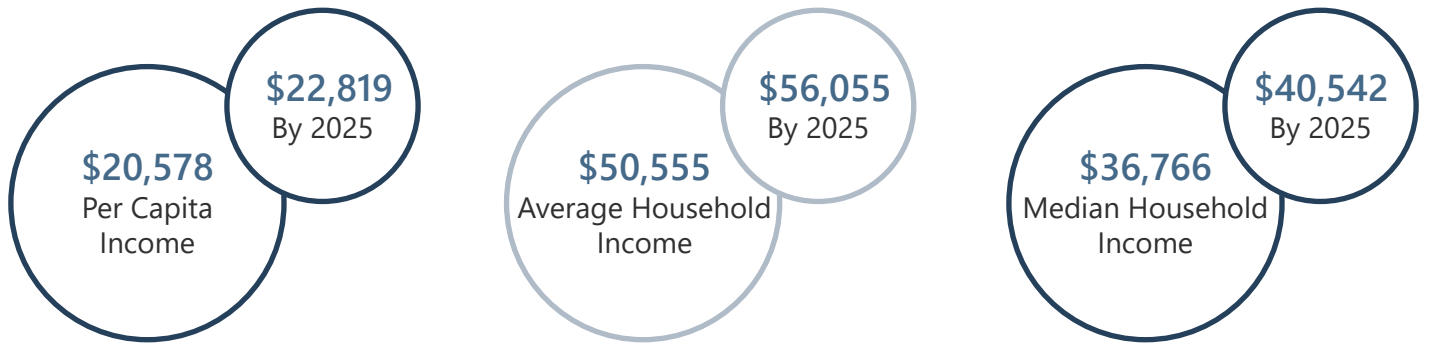 $22,819
By 2025
$20,578
Per Capita
Income
$56,055
By 2025
$50,555
Average Household
Income
$40,542
By 2025
$36,766
Median Household
Income